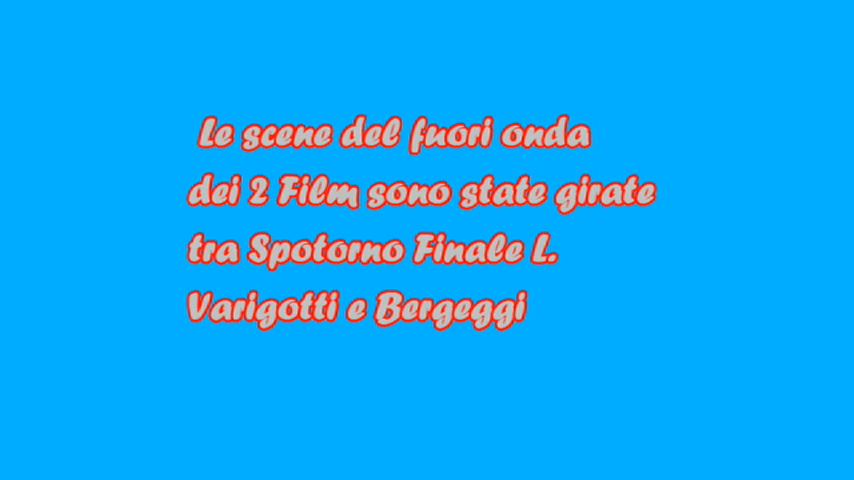 Le scene del fuori onda
dei 2 Film sono state girate
tra Spotorno Finale L.
Varigotti e Bergeggi